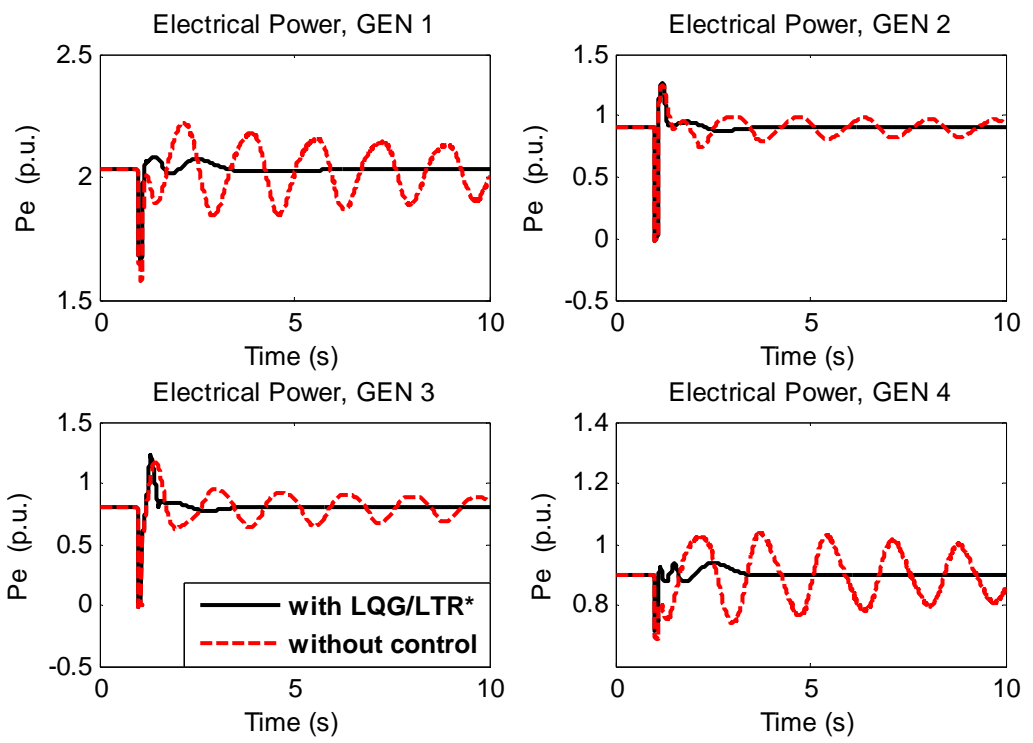 Electrical Power, GEN 1
2.5
2
1.5
Pe (p.u.)
0
5
10
Time (s)
Electrical Power, GEN 2
1.5
1
0.5
0
-0.5
Pe (p.u.)
0
5
10
Time (s)
Electrical Power, GEN 3
1.5
1
0.5
0
-0.5
Pe (p.u.)
with LQG/LTR*
without control
0
5
10
Time (s)
Electrical Power, GEN 4
1.4
1.2
1
0.8
Pe (p.u.)
0
5
10
Time (s)